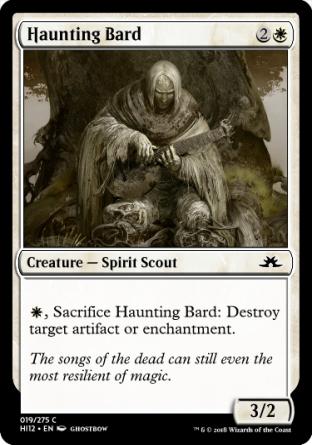 Haunting Bard 2
Creature — Spirit Scout
, Sacrifice Haunting Bard: Destroy
target artifact or enchantment.
The songs of the dead can still even the
most resilient of magic.
3/2
019/275 C
HI12 • EN GHOSTBOW
™ & © 2018 Wizards of the Coast